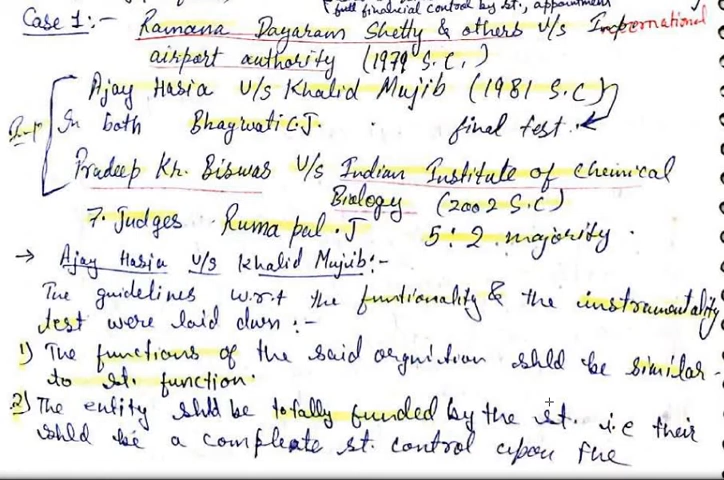 full financial control by st., appointment
Case 1:- Ramana Dayaram Shetty & others v/s International
airport authority (1979 S.C.)
Ajay Hasia v/s Khalid Mujib (1981 S.C)
Imp In both Bhagwati C.J. final test.
Pradeep Kr. Biswas v/s Indian Institute of chemical
Biology (2002 S.C)
7. Judges Ruma pal. J 5:2 majority.
→ Ajay Hasia v/s Khalid Mujib:-
The guidelines w.r.t the funtionality & the instrumentality
test were laid down :-
1) The functions of the said orgnition shld be similar
to st. function.
2) The entity shld be totally funded by the st. i.e their
shld be a compleate st. control upon the